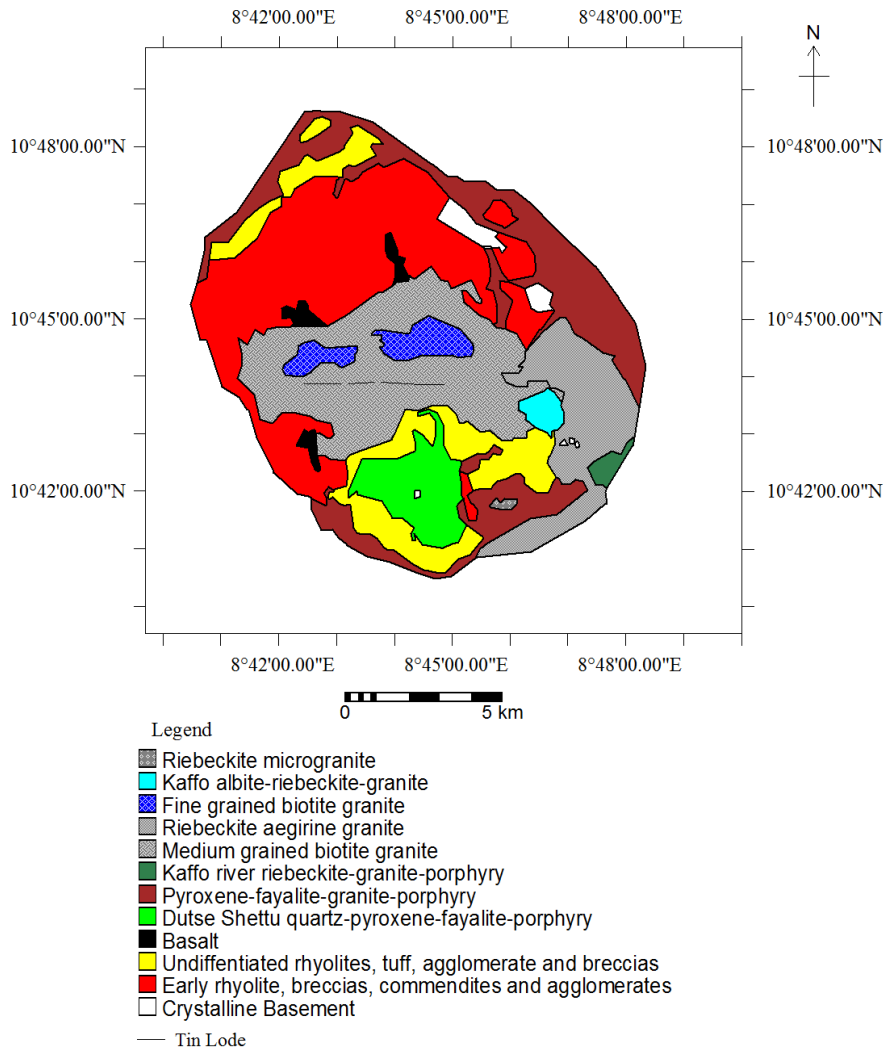 8°42'00.00"E 8°45'00.00"E 8°48'00.00"E
N
10°48'00.00"N 10°48'00.00"N
10°45'00.00"N 10°45'00.00"N
10°42'00.00"N 10°42'00.00"N
8°42'00.00"E 8°45'00.00"E 8°48'00.00"E
0 5 km
Legend
Riebeckite microgranite
Kaffo albite-riebeckite-granite
Fine grained biotite granite
Riebeckite aegirine granite
Medium grained biotite granite
Kaffo river riebeckite-granite-porphyry
Pyroxene-fayalite-granite-porphyry
Dutse Shettu quartz-pyroxene-fayalite-porphyry
Basalt
Undiffentiated rhyolites, tuff, agglomerate and breccias
Early rhyolite, breccias, commendites and agglomerates
Crystalline Basement
Tin Lode